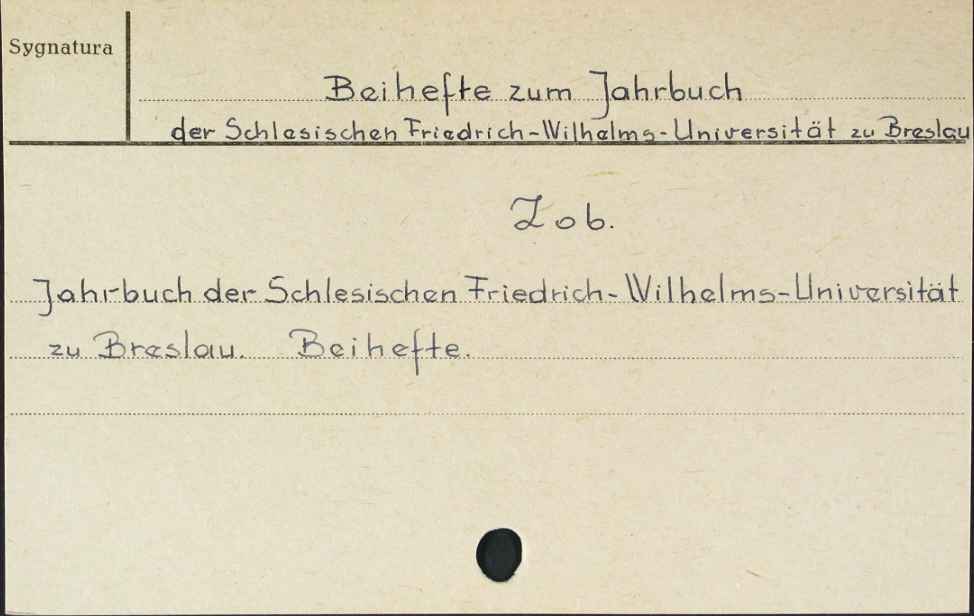 Sygnatura
Beihefte zum Jahrbuch
der Schlesischen Friedrich-Wilhelms-Universität zu Breslau
Zob.
Jahrbuch der Schlesischen Friedrich-Wilhelms-Universität
zu Breslau. Beihefte.